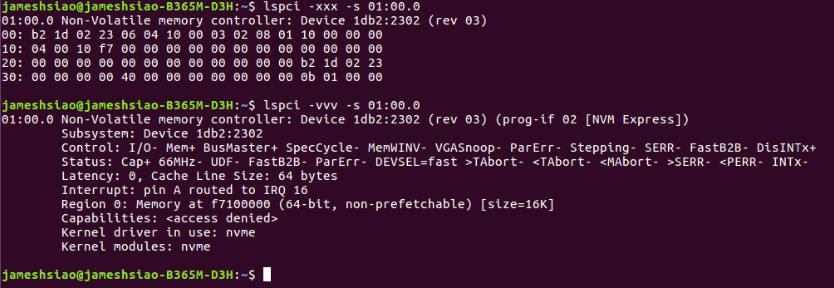 jameshsiao@jameshsiao-B365M-D3H:~$ lspci -xxx -s 01:00.0
01:00.0 Non-Volatile memory controller: Device 1db2:2302 (rev 03)
00: b2 1d 02 23 06 04 10 00 03 02 08 01 10 00 00 00
10: 04 00 10 f7 00 00 00 00 00 00 00 00 00 00 00 00
20: 00 00 00 00 00 00 00 00 00 00 00 00 b2 1d 02 23
30: 00 00 00 00 40 00 00 00 00 00 00 00 0b 01 00 00

jameshsiao@jameshsiao-B365M-D3H:~$ lspci -vvv -s 01:00.0
01:00.0 Non-Volatile memory controller: Device 1db2:2302 (rev 03) (prog-if 02 [NVM Express])
Subsystem: Device 1db2:2302
Control: I/O- Mem+ BusMaster+ SpecCycle- MemWINV- VGASnoop- ParErr- Stepping- SERR- FastB2B- DisINTx+
Status: Cap+ 66MHz- UDF- FastB2B- ParErr- DEVSEL=fast >TAbort- <TAbort- <MAbort- >SERR- <PERR- INTx-
Latency: 0, Cache Line Size: 64 bytes
Interrupt: pin A routed to IRQ 16
Region 0: Memory at f7100000 (64-bit, non-prefetchable) [size=16K]
Capabilities: <access denied>
Kernel driver in use: nvme
Kernel modules: nvme

jameshsiao@jameshsiao-B365M-D3H:~$